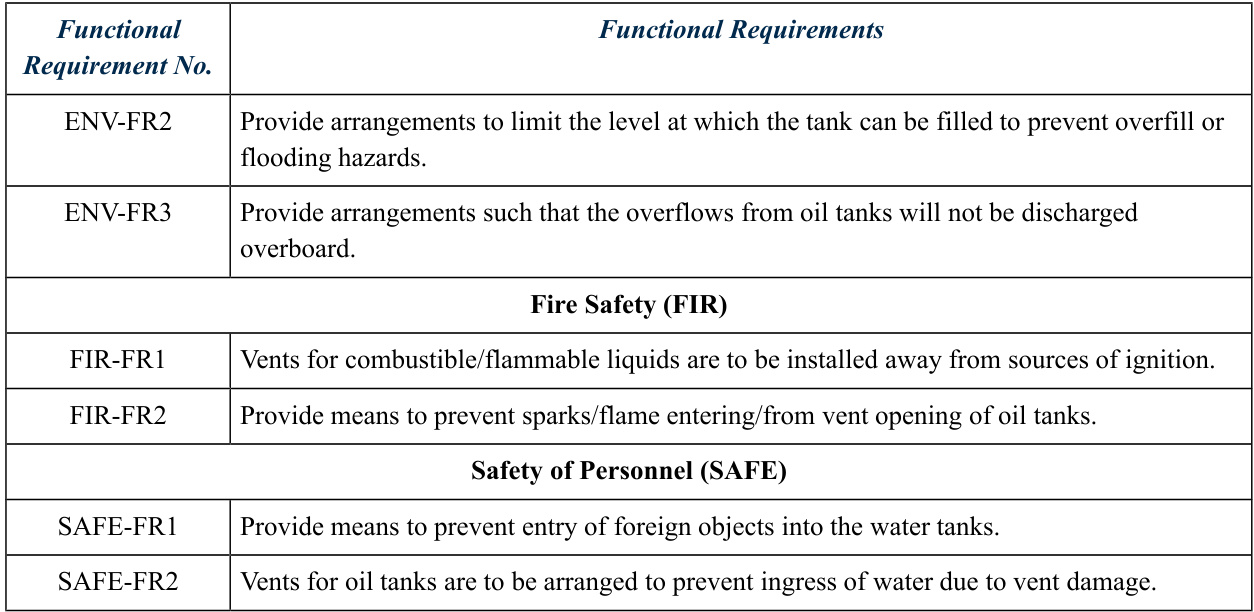 Functional
Requirement No.
Functional Requirements
ENV-FR2
Provide arrangements to limit the level at which the tank can be filled to prevent overfill or
flooding hazards.
ENV-FR3
Provide arrangements such that the overflows from oil tanks will not be discharged
overboard.
Fire Safety (FIR)
FIR-FR1
Vents for combustible/flammable liquids are to be installed away from sources of ignition.
FIR-FR2
Provide means to prevent sparks/flame entering/from vent opening of oil tanks.
Safety of Personnel (SAFE)
SAFE-FR1
Provide means to prevent entry of foreign objects into the water tanks.
SAFE-FR2
Vents for oil tanks are to be arranged to prevent ingress of water due to vent damage.